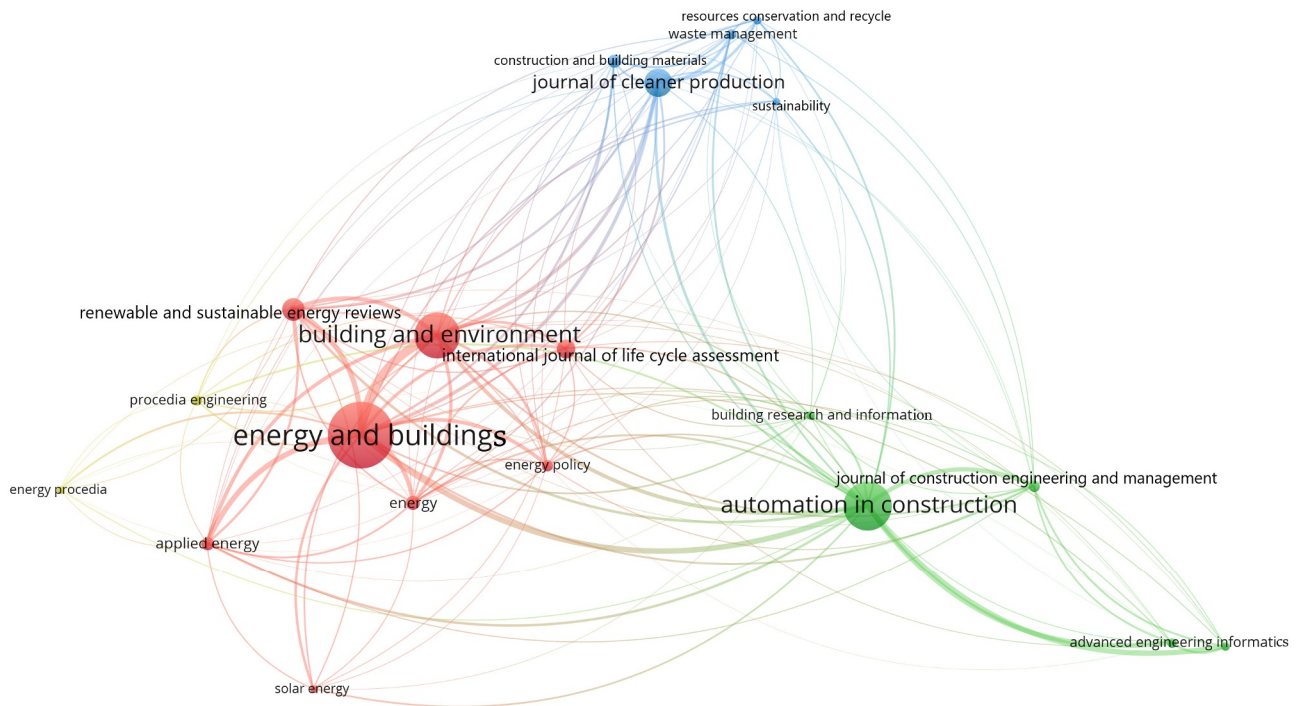 resources conservation and recycle
waste management
construction and building materials
journal of cleaner production
sustainability
renewable and sustainable energy reviews
building and environment
international journal of life cycle assessment
procedia engineering
building research and information
energy and buildings
energy policy
journal of construction engineering and management
energy procedia
energy
automation in construction
applied energy
advanced engineering informatics
solar energy